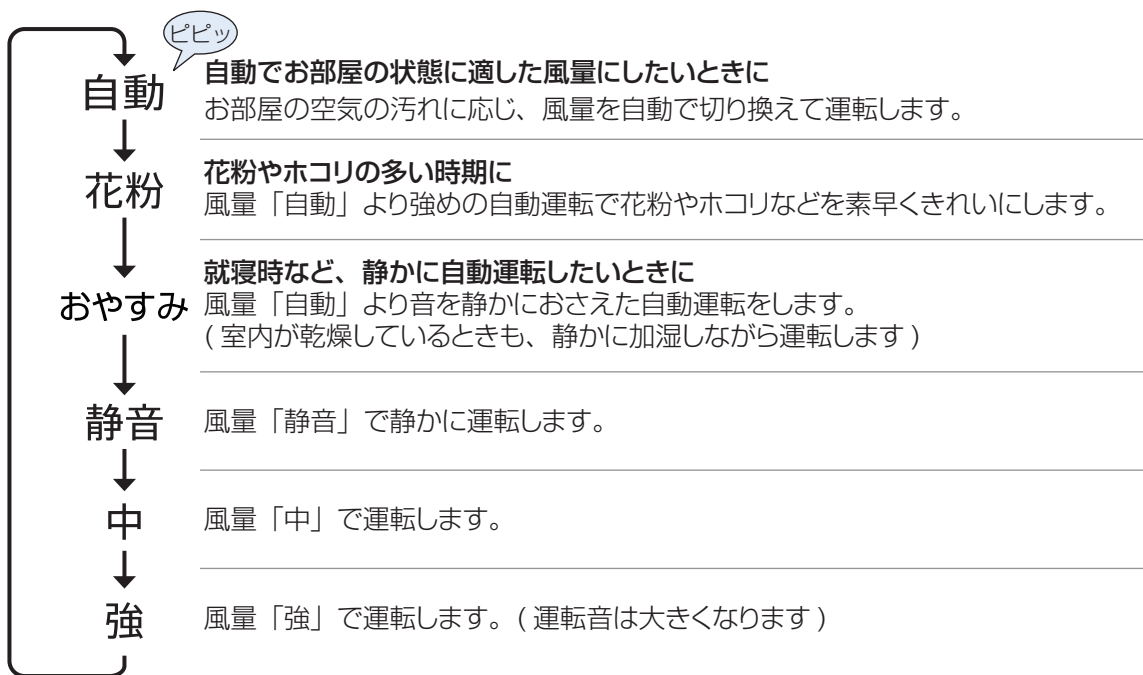 ピピッ
自動
自動でお部屋の状態に適した風量にしたいときに
お部屋の空気の汚れに応じ、風量を自動で切り換えて運転します。
花粉
花粉やホコリの多い時期に
風量「自動」より強めの自動運転で花粉やホコリなどを素早くきれいにします。
おやすみ
就寝時など、静かに自動運転したいときに
風量「自動」より音を静かにおさえた自動運転をします。
( 室内が乾燥しているときも、静かに加湿しながら運転します )
静音
風量「静音」で静かに運転します。
中
風量「中」で運転します。
強
風量「強」で運転します。( 運転音は大きくなります )